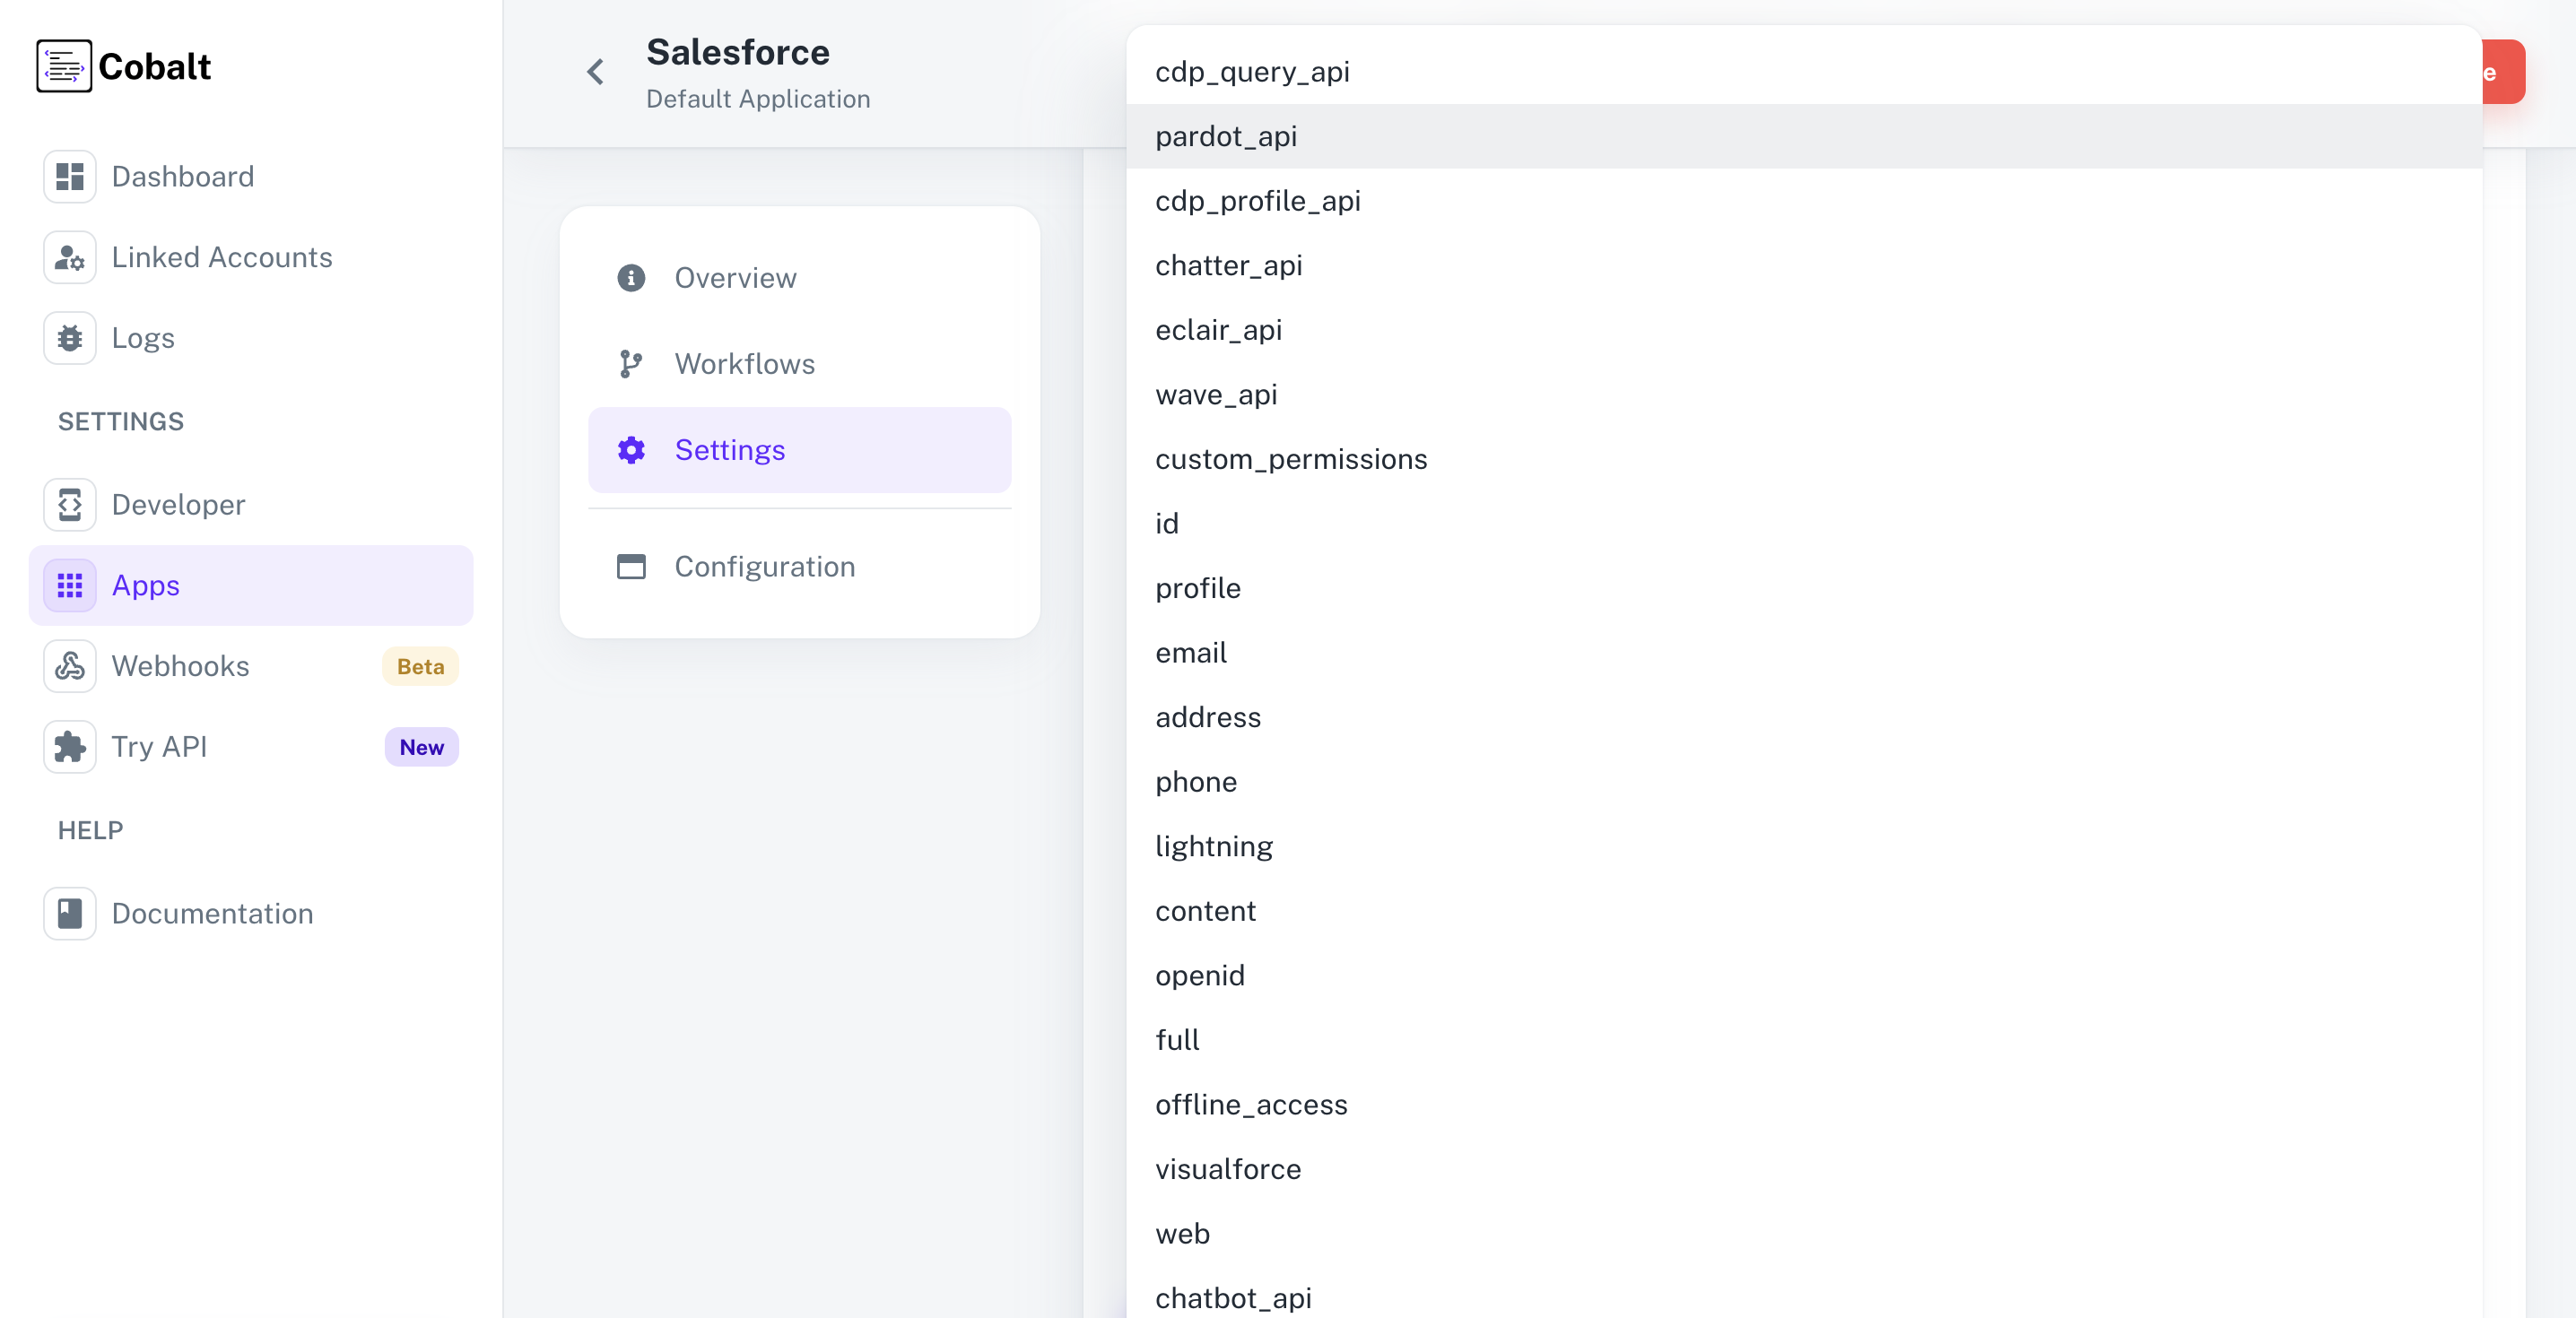 Cobalt
Dashboard
Linked Accounts
Logs
SETTINGS
Developer
Apps
Webhooks Beta
Try API New
HELP
Documentation
Salesforce
Default Application
Overview
Workflows
Settings
Configuration
cdp_query_api
pardot_api
cdp_profile_api
chatter_api
eclair_api
wave_api
custom_permissions
id
profile
email
address
phone
lightning
content
openid
full
offline_access
visualforce
web
chatbot_api